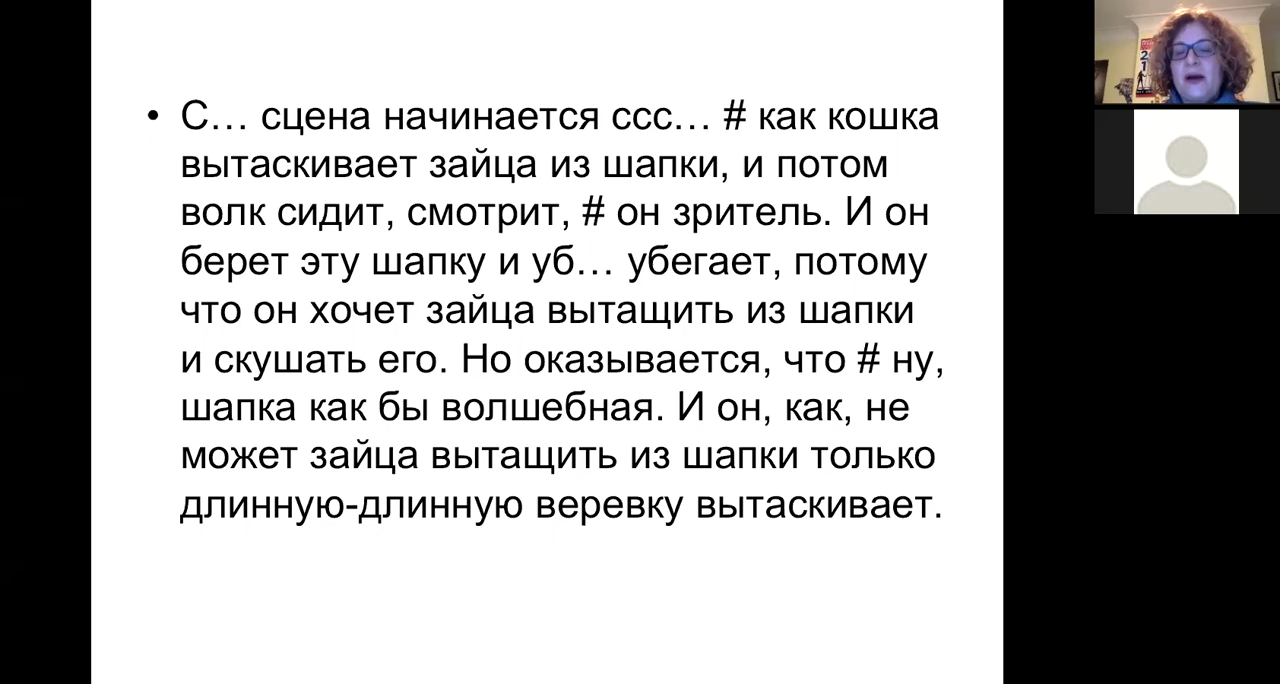 • С… сцена начинается ссс… # как кошка
вытаскивает зайца из шапки, и потом
волк сидит, смотрит, # он зритель. И он
берет эту шапку и уб… убегает, потому
что он хочет зайца вытащить из шапки
и скушать его. Но оказывается, что # ну,
шапка как бы волшебная. И он, как, не
может зайца вытащить из шапки только
длинную-длинную веревку вытаскивает.